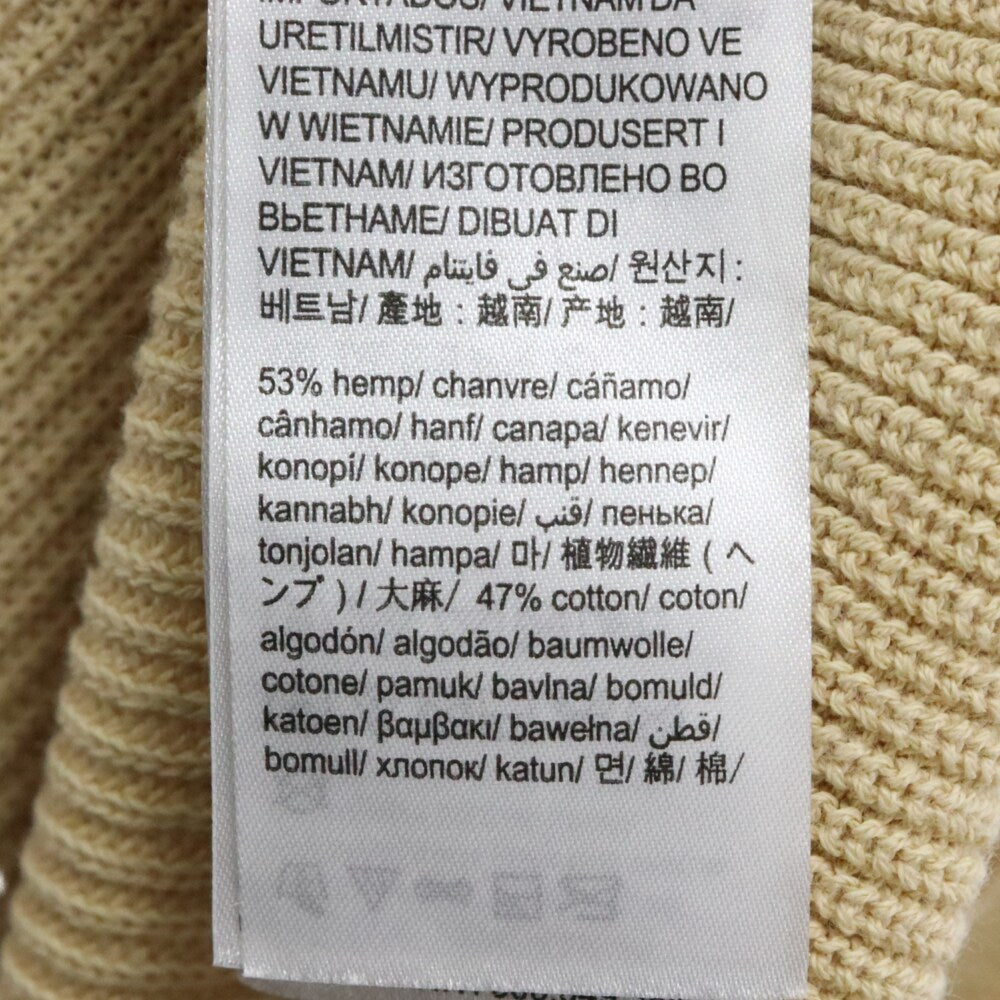 IMPORTADOS/ VIETNAM'DA
URETILMISTIR/ VYROBENO VE
VIETNAMU/ WYPRODUKOWANO
W WIETNAMIE/ PRODUSERT I
VIETNAM/ ИЗГОТОВЛЕНО ВО
ВЬЕТНАМЕ/ DIBUAT DI
VIETNAM/ صنع في فايتنام/ 원산지 :
베트남/ 產地 : 越南/ 产地 : 越南/
53% hemp/ chanvre/ cáñamo/
cânhamo/ hanf/ canapa/ kenevir/
konopí/ konope/ hamp/ hennep/
kannabh/ konopie/ قنب/ пенька/
tonjolan/ hampa/ 마/ 植物繊維 ( ヘ
ンプ ) / 大麻/ 47% cotton/ coton/
algodón/ algodão/ baumwolle/
cotone/ pamuk/ bavlna/ bomuld/
katoen/ βαμβακι/ bawełna/ قطن/
bomull/ хлопок/ katun/ 면/ 綿/ 棉/